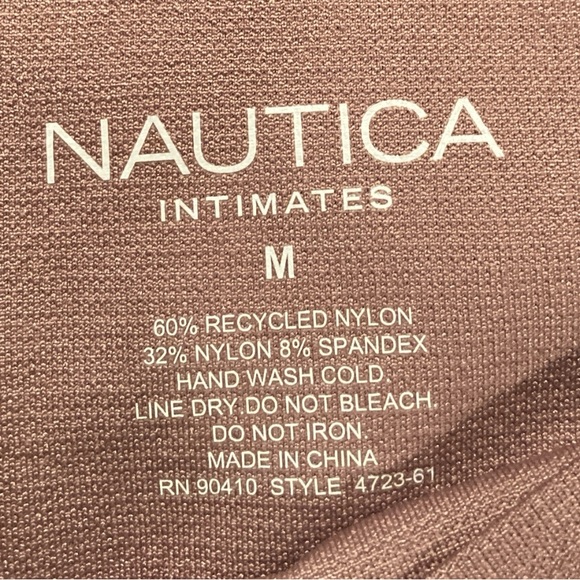 NAUTICA
INTIMATES
M
60% RECYCLED NYLON
32% NYLON 8% SPANDEX
HAND WASH COLD.
LINE DRY. DO NOT BLEACH.
DO NOT IRON.
MADE IN CHINA
RN 90410 STYLE 4723-61